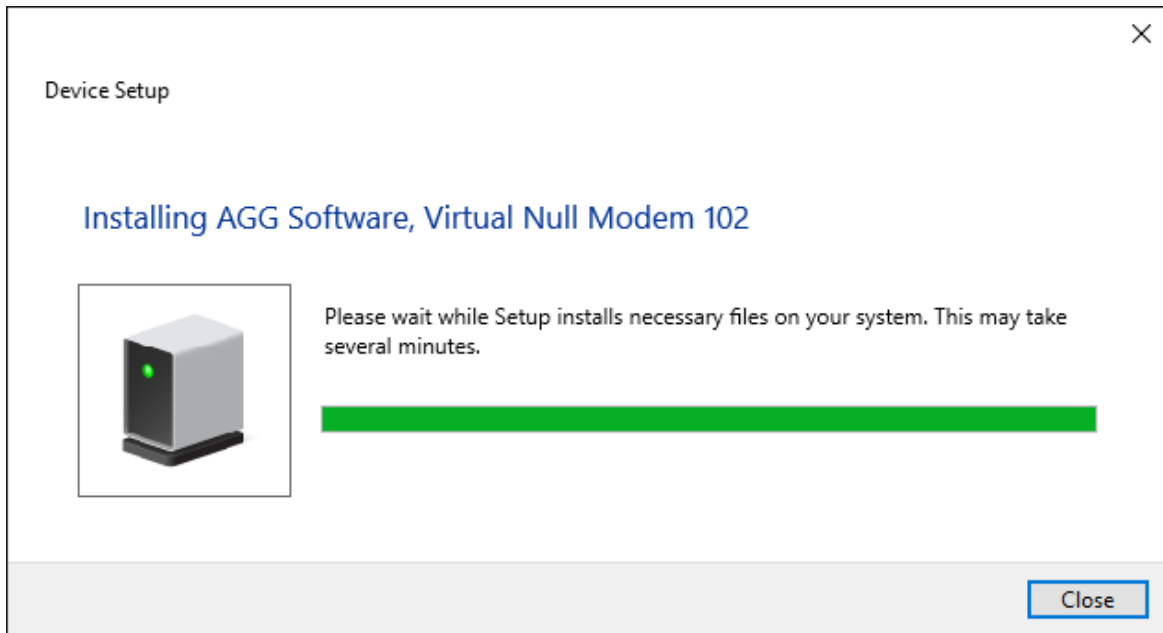 Device Setup
Installing AGG Software, Virtual Null Modem 102
Please wait while Setup installs necessary files on your system. This may take
several minutes.
Close